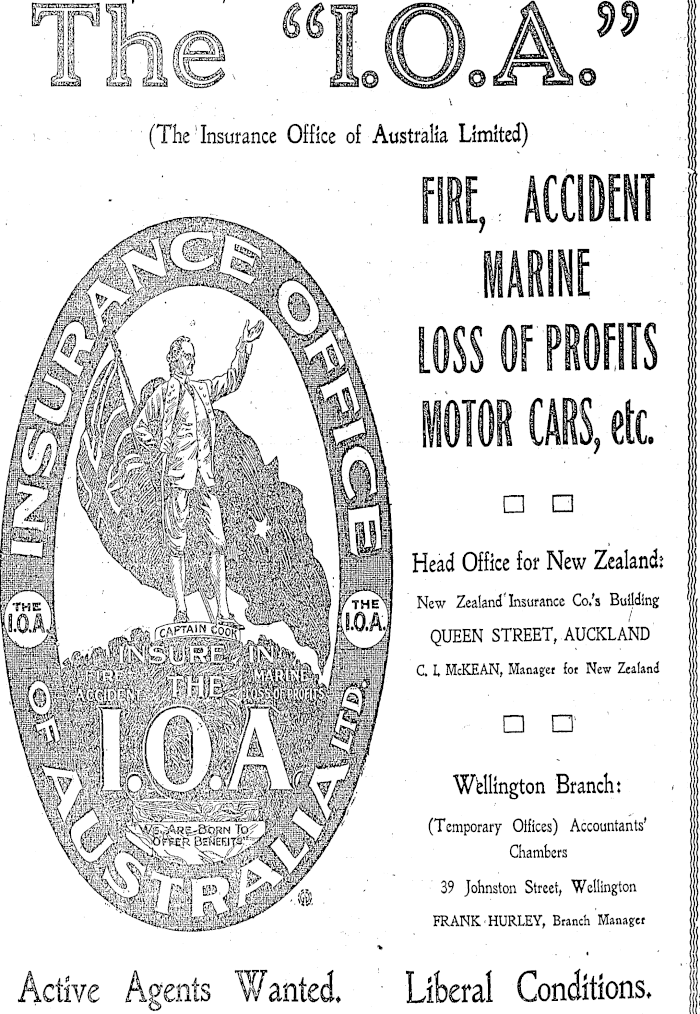 The "I.O.A."
(The Insurance Office of Australia Limited)
INSURANCE OFFICE
OF AUSTRALIA LTD.
THE
I.O.A.
THE
I.O.A.
CAPTAIN COOK
INSURE IN
FIRE
ACCIDENT
THE
MARINE
LOSS OF PROFITS
I.O.A.
"WE ARE BORN TO
OFFER BENEFITS"
FIRE, ACCIDENT
MARINE
LOSS OF PROFITS
MOTOR CARS, etc.
Head Office for New Zealand:
New Zealand Insurance Co.'s Building
QUEEN STREET, AUCKLAND
C. I. McKEAN, Manager for New Zealand
Wellington Branch:
(Temporary Offices) Accountants'
Chambers
39 Johnston Street, Wellington
FRANK HURLEY, Branch Manager
Active Agents Wanted. Liberal Conditions.